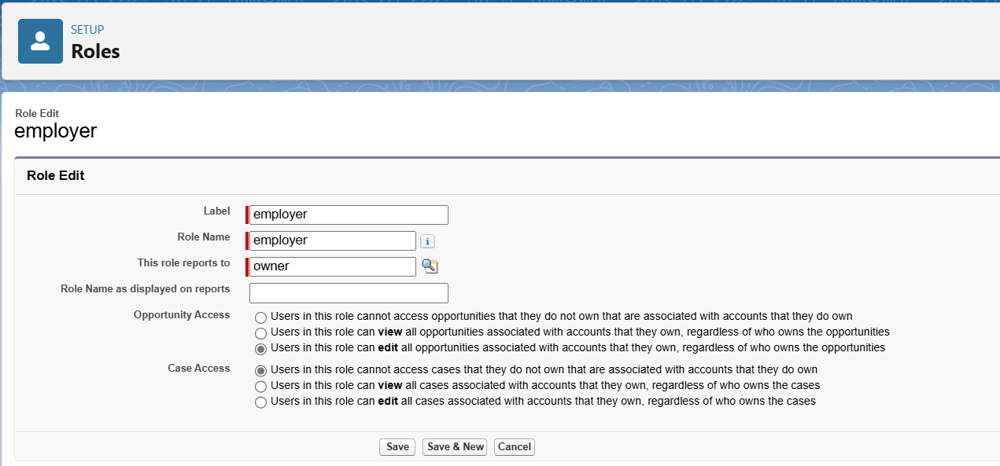 SETUP
Roles
Role Edit
employer
Role Edit
Label employer
Role Name employer i
This role reports to owner
Role Name as displayed on reports
Opportunity Access Users in this role cannot access opportunities that they do not own that are associated with accounts that they do own
Users in this role can view all opportunities associated with accounts that they own, regardless of who owns the opportunities
Users in this role can edit all opportunities associated with accounts that they own, regardless of who owns the opportunities
Case Access Users in this role cannot access cases that they do not own that are associated with accounts that they do own
Users in this role can view all cases associated with accounts that they own, regardless of who owns the cases
Users in this role can edit all cases associated with accounts that they own, regardless of who owns the cases
Save Save & New Cancel